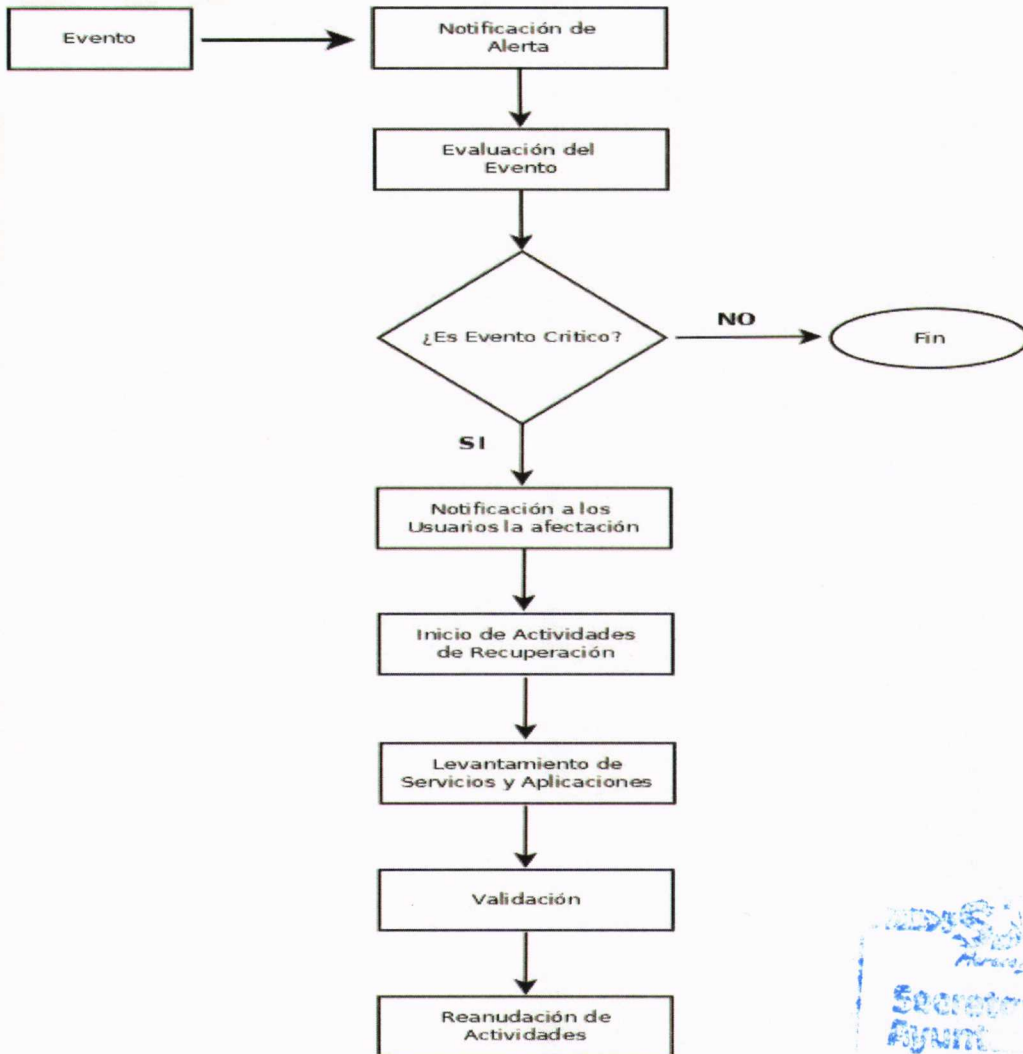 Evento
Notificación de
Alerta
Evaluación del
Evento
¿Es Evento Critico?
NO
Fin
SI
Notificación a los
Usuarios la afectación
Inicio de Actividades
de Recuperación
Levantamiento de
Servicios y Aplicaciones
Validación
Reanudación de
Actividades